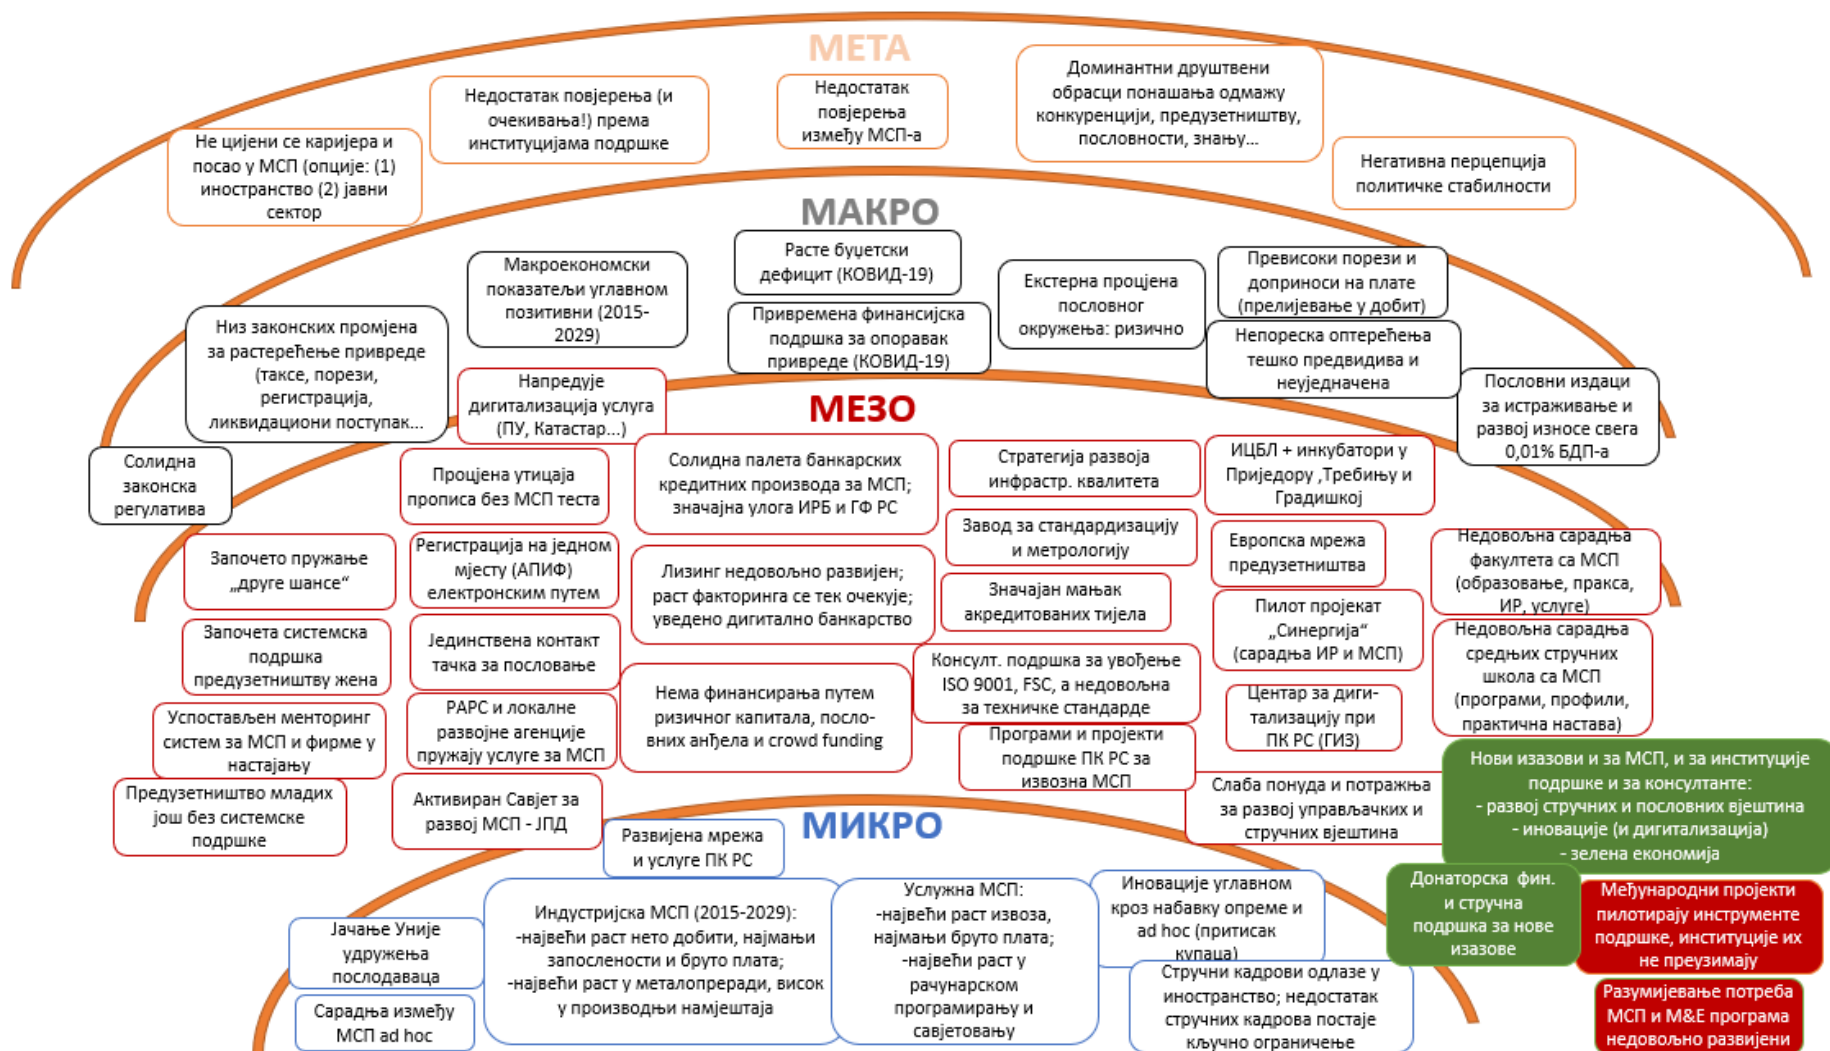 МЕТА
Не цијени се каријера и
посао у МСП (опције: (1)
иностранство (2) јавни
сектор
Недостатак повјерења (и
очекивања!) према
институцијама подршке
Недостатак
повјерења
између МСП-а
Доминантни друштвени
обрасци понашања одмажу
конкуренцији, предузетништву,
пословности, знању...
Негативна перцепција
политичке стабилности
МАКРО
Солидна
законска
регулатива
Низ законских промјена
за растерећење привреде
(таксе, порези,
регистрација,
ликвидациони поступак...
Макроекономски
показатељи углавном
позитивни (2015-
2029)
Расте буџетски
дефицит (КОВИД-19)
Привремена финансијска
подршка за опоравак
привреде (КОВИД-19)
Екстерна процјена
пословног
окружења: ризично
Превисоки порези и
доприноси на плате
(прелијевање у добит)
Непореска оптерећења
тешко предвидива и
неуједначена
Пословни издаци
за истраживање и
развој износе свега
0,01% БДП-а
МЕЗО
Напредује
дигитализација услуга
(ПУ, Катастар...)
Процјена утицаја
прописа без МСП теста
Солидна палета банкарских
кредитних производа за МСП;
значајна улога ИРБ и ГФ РС
Стратегија развоја
инфрастр. квалитета
ИЦБЛ + инкубатори у
Приједору ,Требињу и
Градишкој
Започето пружање
„друге шансе“
Регистрација на једном
мјесту (АПИФ)
електронским путем
Лизинг недовољно развијен;
раст факторинга се тек очекује;
уведено дигитално банкарство
Завод за стандардизацију
и метрологију
Европска мрежа
предузетништва
Недовољна сарадња
факултета са МСП
(образовање, пракса,
ИР, услуге)
Значајан мањак
акредитованих тијела
Пилот пројекат
„Синергија“
(сарадња ИР и МСП)
Започета системска
подршка
предузетништву жена
Јединствена контакт
тачка за пословање
Нема финансирања путем
ризичног капитала, посло-
вних анђела и crowd funding
Консулт. подршка за увођење
ISO 9001, FSC, а недовољна
за техничке стандарде
Недовољна сарадња
средњих стручних
школа са МСП
(програми, профили,
практична настава)
Успостављен менторинг
систем за МСП и фирме у
настајању
РАРС и локалне
развојне агенције
пружају услуге за МСП
Програми и пројекти
подршке ПК РС за
извозна МСП
Центар за диги-
тализацију при
ПК РС (ГИЗ)
Предузетништво младих
још без системске
подршке
Активиран Савјет за
развој МСП - ЈПД
Слаба понуда и потражња
за развој управљачких и
стручних вјештина
Нови изазови и за МСП, и за институције
подршке и за консултанте:
- развој стручних и пословних вјештина
- иновације (и дигитализација)
- зелена економија
МИКРО
Развијена мрежа
и услуге ПК РС
Јачање Уније
удружења
послодаваца
Сарадња између
МСП ad hoc
Индустријска МСП (2015-2029):
-највећи раст нето добити, најмањи
запослености и бруто плата;
-највећи раст у металопреради, висок
у производњи намјештаја
Услужна МСП:
-највећи раст извоза,
најмањи бруто плата;
-највећи раст у
рачунарском
програмирању и
савјетовању
Иновације углавном
кроз набавку опреме и
ad hoc (притисак
купаца)
Стручни кадрови одлазе у
иностранство; недостатак
стручних кадрова постаје
кључно ограничење
Донаторска фин.
и стручна
подршка за нове
изазове
Међународни пројекти
пилотирају инструменте
подршке, институције их
не преузимају
Разумијевање потреба
МСП и М&Е програма
недовољно развијени